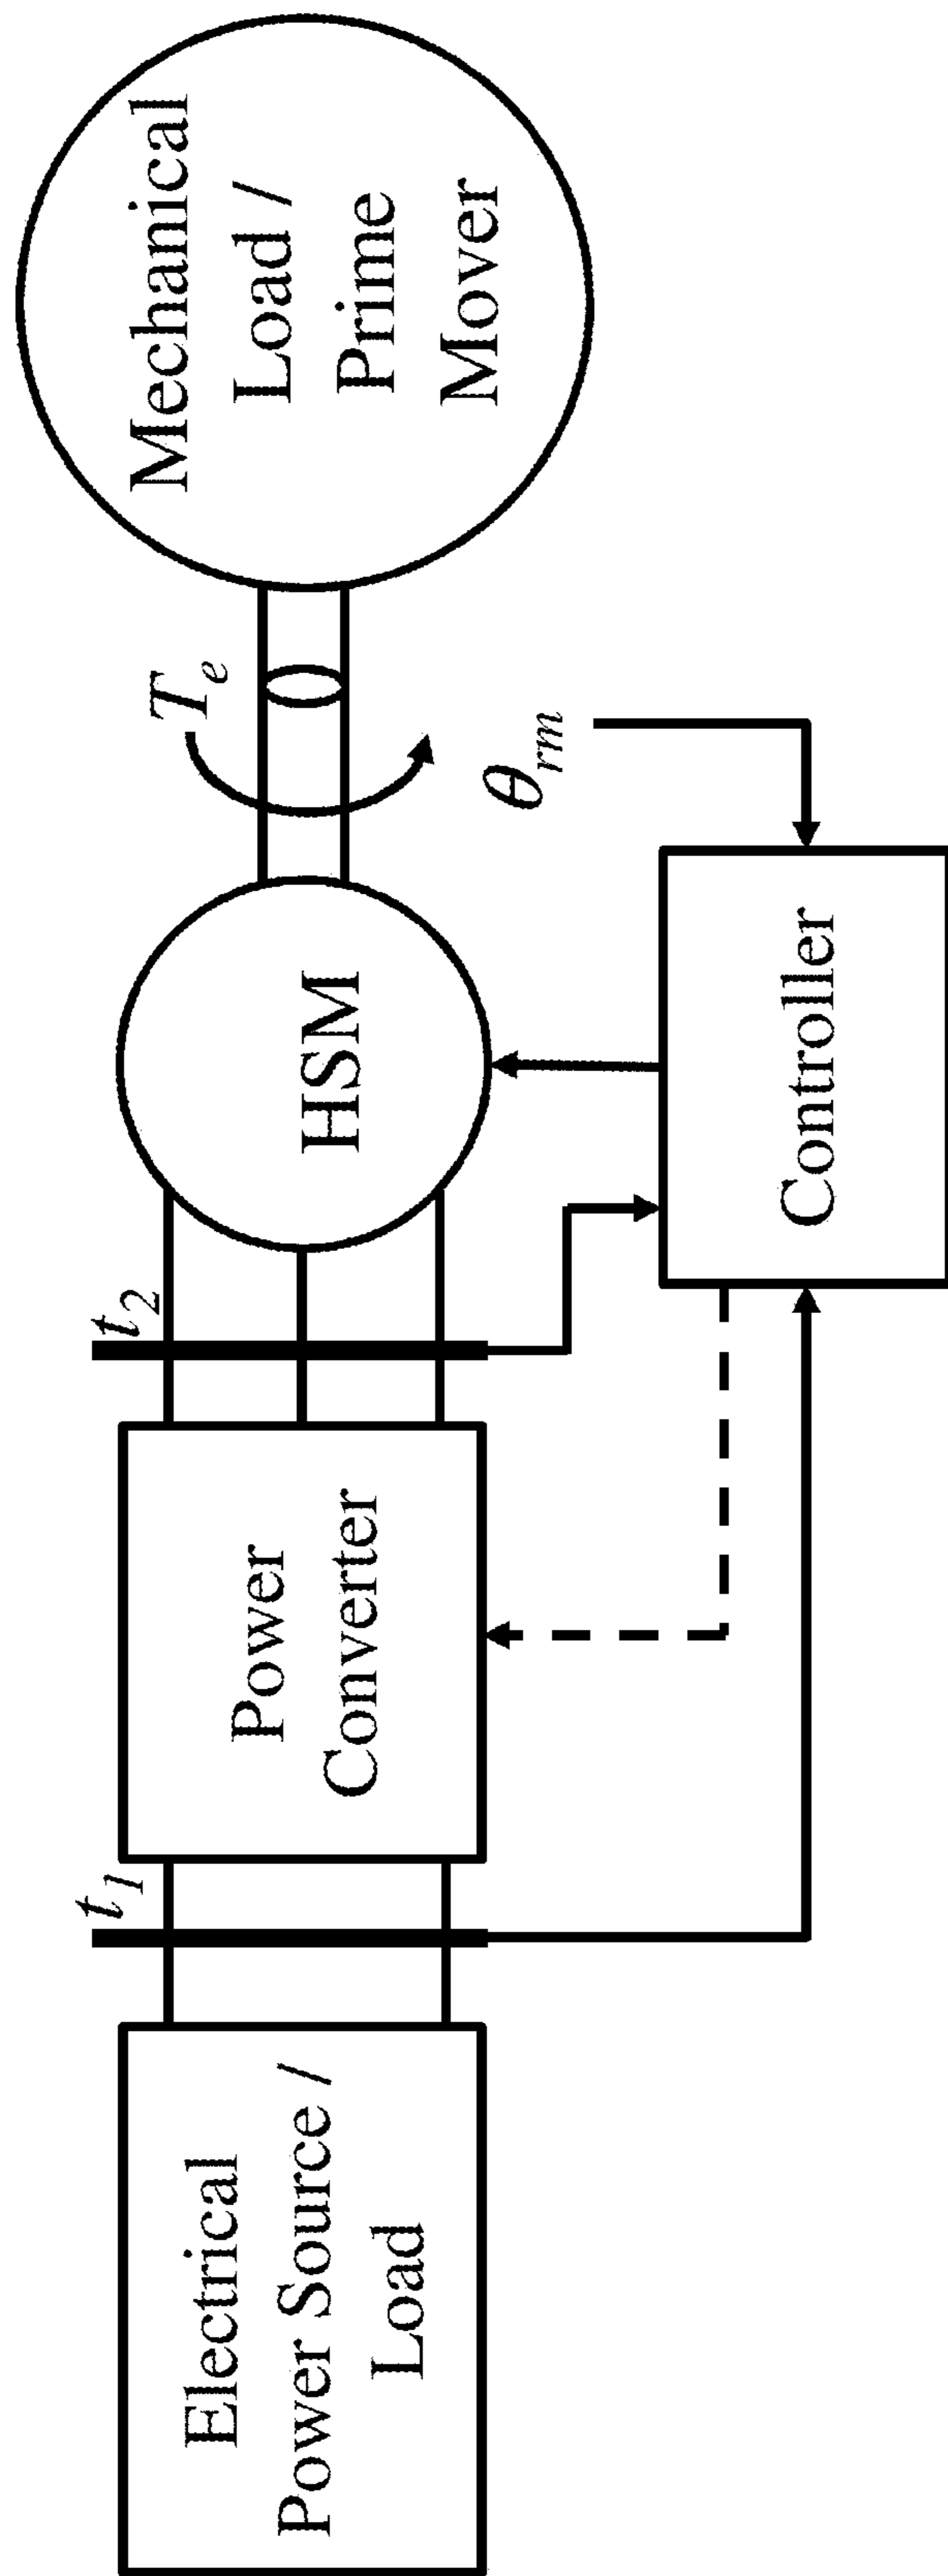 Electrical
Power Source /
Load
t1
Power
Converter
t2
HSM
Te
θrm
Controller
Mechanical
Load /
Prime
Mover